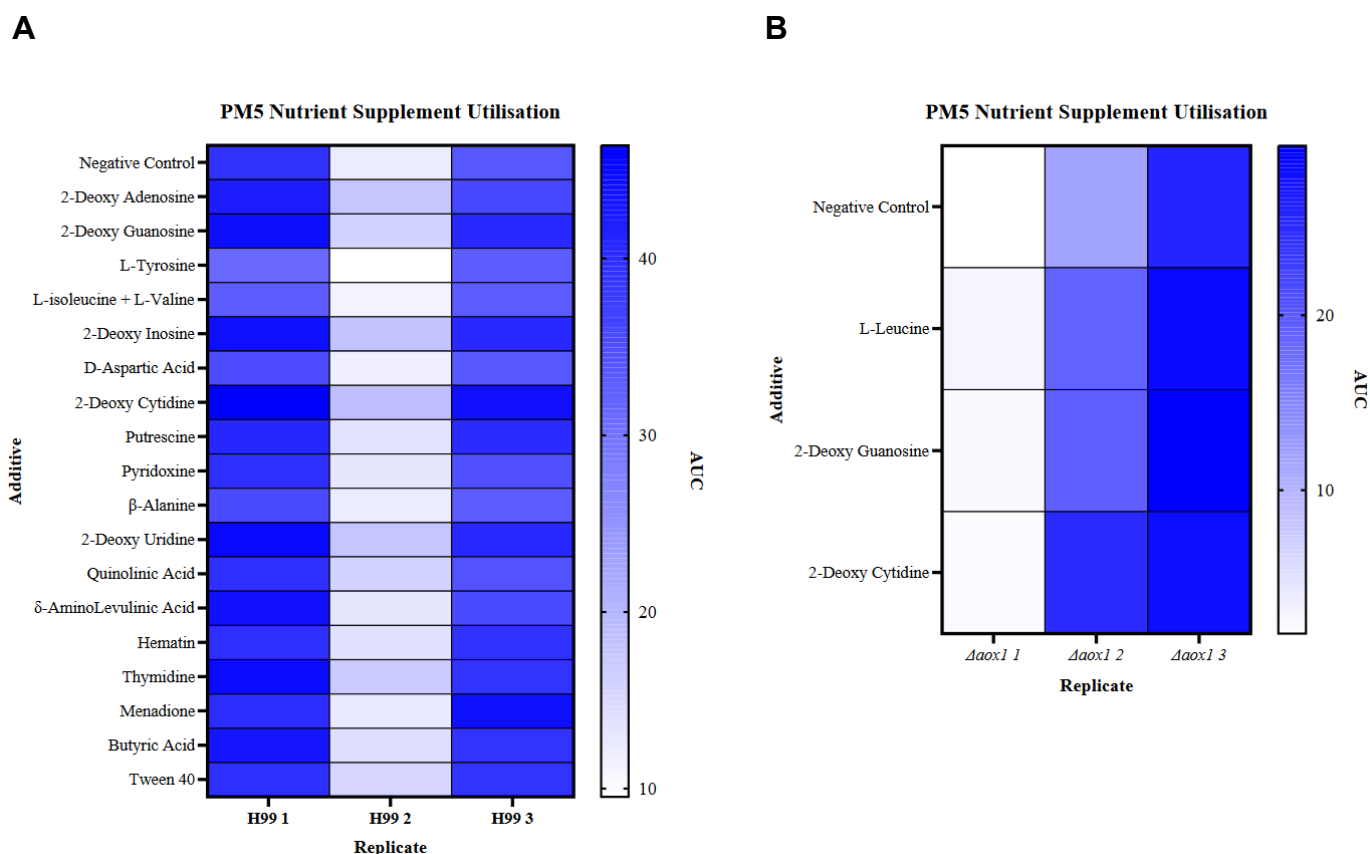 A
PM5 Nutrient Supplement Utilisation
Additive
Negative Control
2-Deoxy Adenosine
2-Deoxy Guanosine
L-Tyrosine
L-isoleucine + L-Valine
2-Deoxy Inosine
D-Aspartic Acid
2-Deoxy Cytidine
Putrescine
Pyridoxine
β-Alanine
2-Deoxy Uridine
Quinolinic Acid
δ-AminoLevulinic Acid
Hematin
Thymidine
Menadione
Butyric Acid
Tween 40
H99 1 H99 2 H99 3
Replicate
40
30
20
10
AUC
B
PM5 Nutrient Supplement Utilisation
Additive
Negative Control
L-Leucine
2-Deoxy Guanosine
2-Deoxy Cytidine
Δaox1 1 Δaox1 2 Δaox1 3
Replicate
20
10
AUC